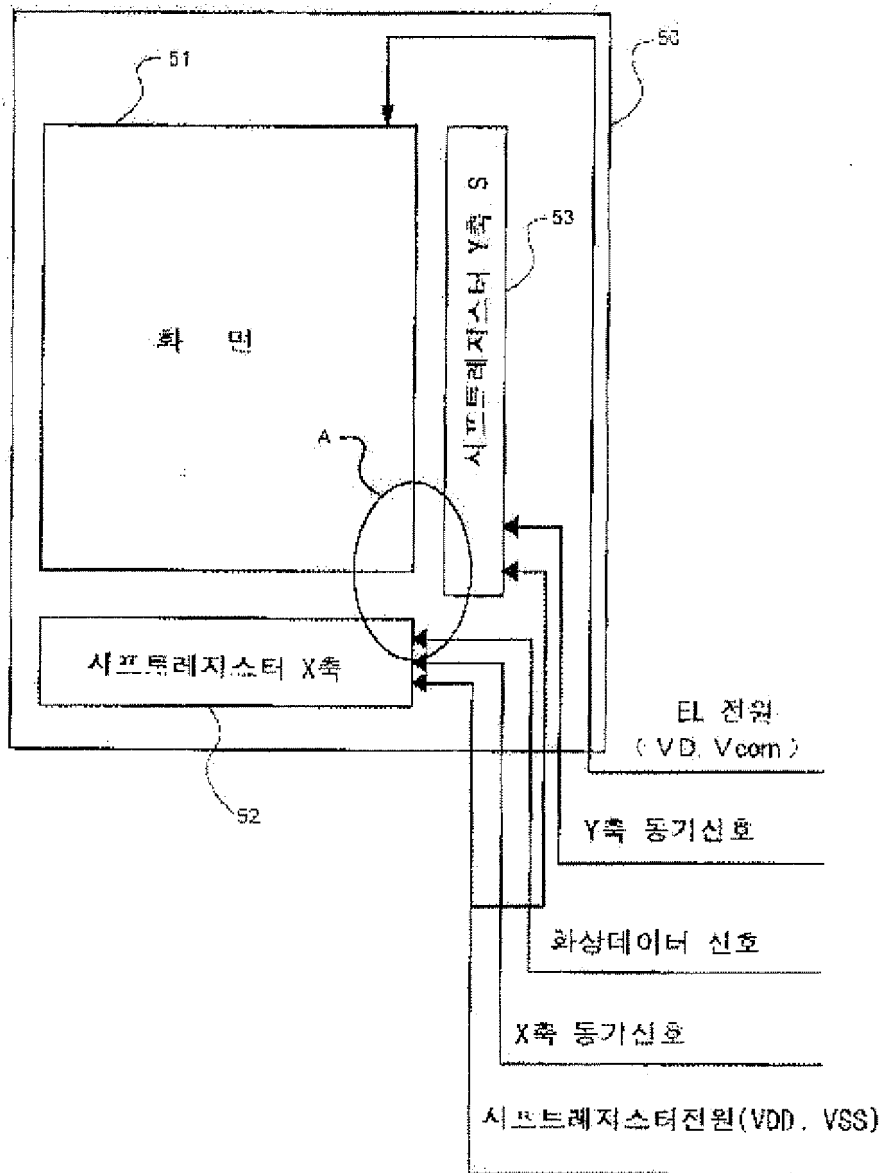 50
51
시프트레지스터 Y축 S
53
화 면
A
시프트레지스터 X축
52
EL 전원
( VD, Vcom )
Y축 동기신호
화상데이터 신호
X축 동기신호
시프트레지스터전원(VDD, VSS)